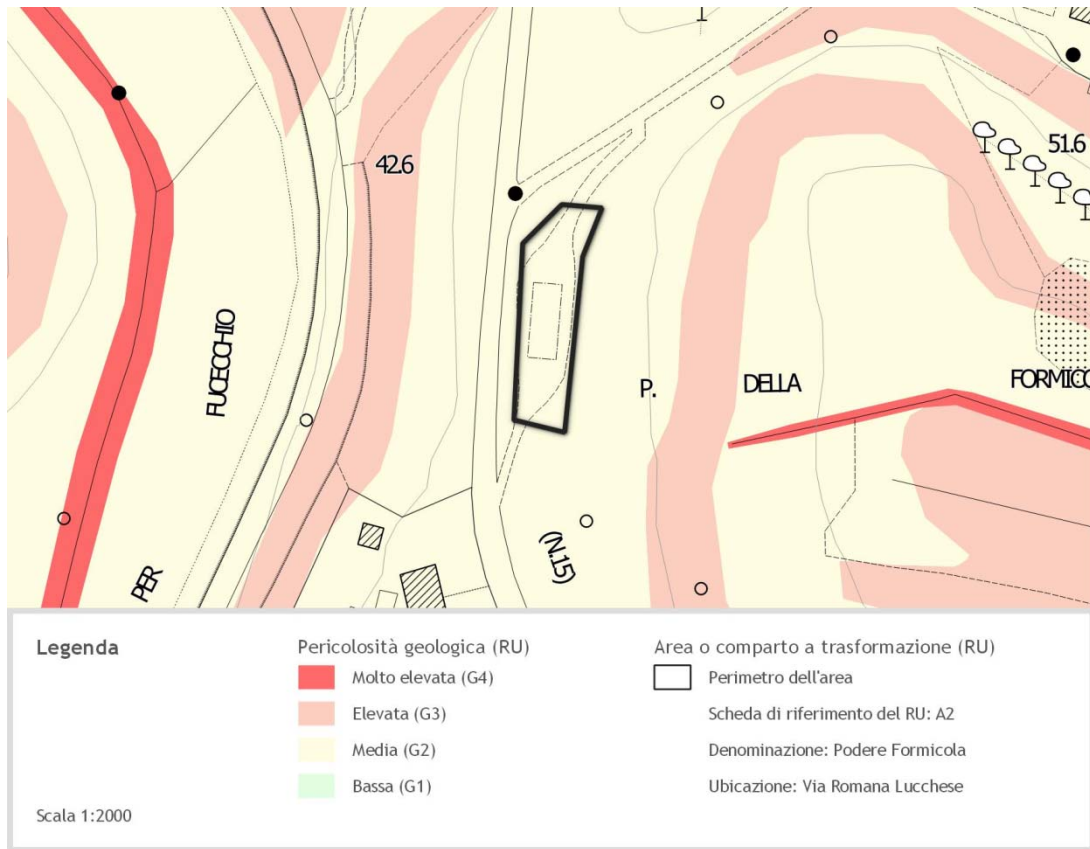 42.6
51.6
FUCECCHIO
P.
DELLA
FORMICO
(N.15)
PER
Legenda
Pericolosità geologica (RU)
Molto elevata (G4)
Elevata (G3)
Media (G2)
Bassa (G1)
Area o comparto a trasformazione (RU)
Perimetro dell'area
Scheda di riferimento del RU: A2
Denominazione: Podere Formicola
Ubicazione: Via Romana Lucchese
Scala 1:2000